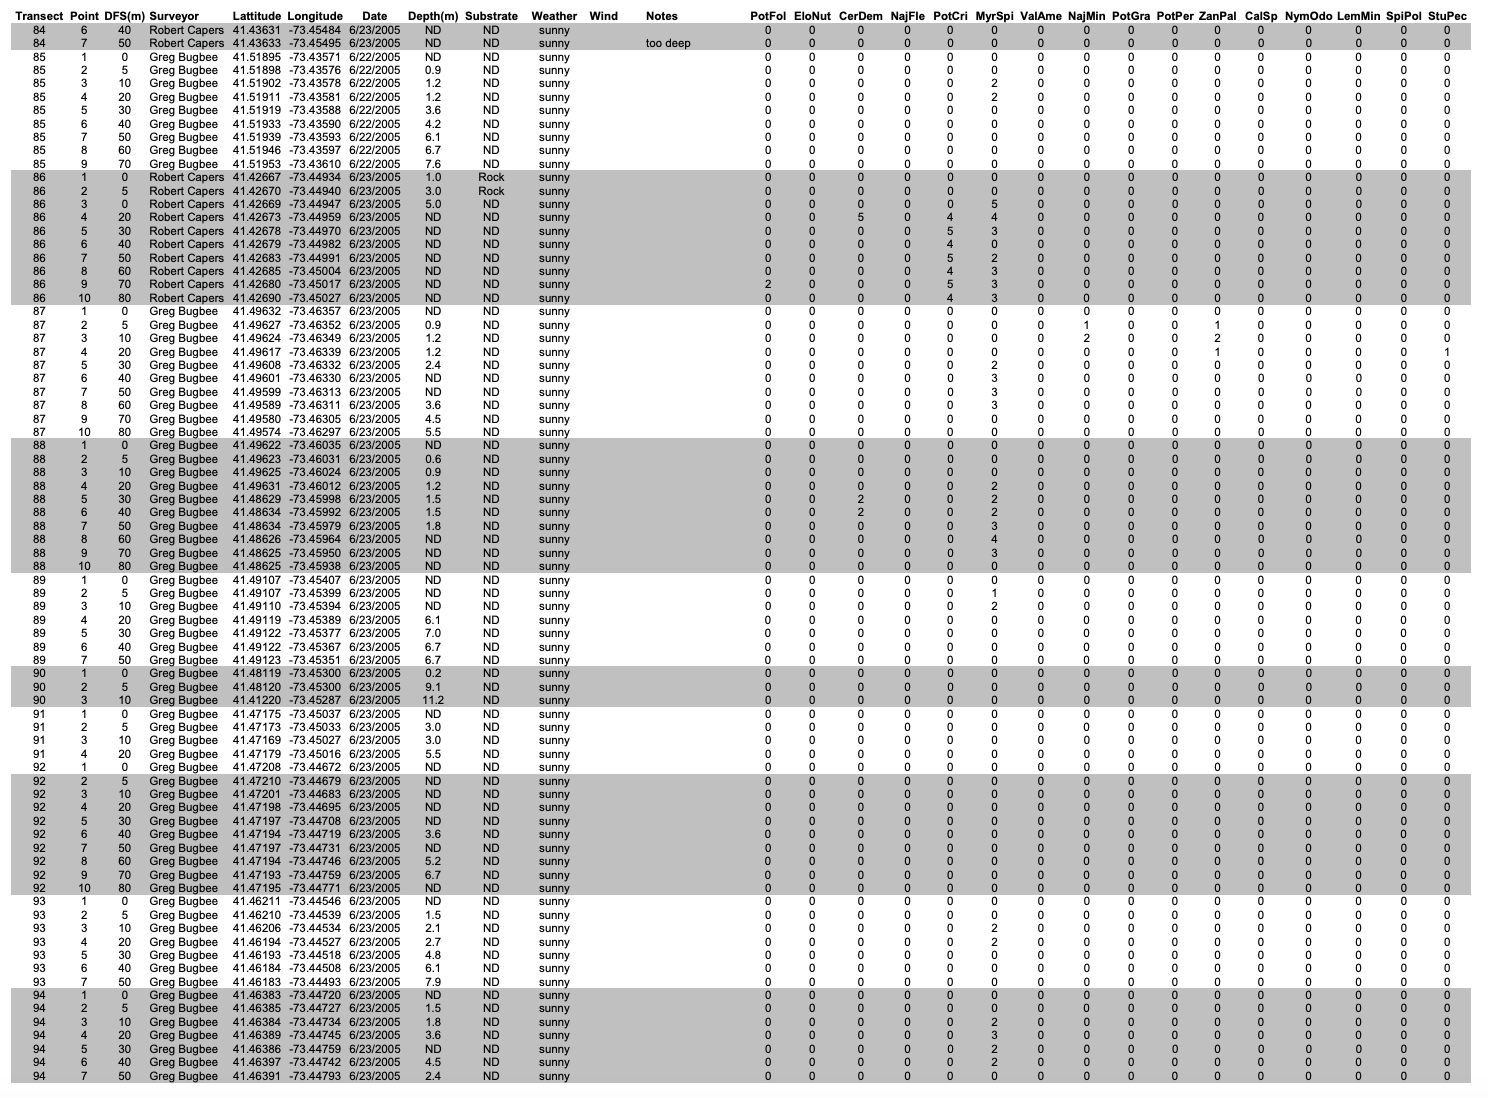 Transect Point DFS(m) Surveyor Lattitude Longitude Date Depth(m) Substrate Weather Wind Notes PotFol EloNut CerDem NajFle PotCri MyrSpi ValAme NajMin PotGra PotPer ZanPal CalSp NymOdo LemMin SpiPol StuPec
84 6 40 Robert Capers 41.43631 -73.45484 6/23/2005 ND ND sunny 0 0 0 0 0 0 0 0 0 0 0 0 0 0 0 0
84 7 50 Robert Capers 41.43633 -73.45495 6/23/2005 ND ND sunny too deep 0 0 0 0 0 0 0 0 0 0 0 0 0 0 0 0
85 1 0 Greg Bugbee 41.51895 -73.43571 6/22/2005 ND ND sunny 0 0 0 0 0 0 0 0 0 0 0 0 0 0 0 0
85 2 5 Greg Bugbee 41.51898 -73.43576 6/22/2005 0.9 ND sunny 0 0 0 0 0 0 0 0 0 0 0 0 0 0 0 0
85 3 10 Greg Bugbee 41.51902 -73.43578 6/22/2005 1.2 ND sunny 0 0 0 0 0 2 0 0 0 0 0 0 0 0 0 0
85 4 20 Greg Bugbee 41.51911 -73.43581 6/22/2005 1.2 ND sunny 0 0 0 0 0 2 0 0 0 0 0 0 0 0 0 0
85 5 30 Greg Bugbee 41.51919 -73.43588 6/22/2005 3.6 ND sunny 0 0 0 0 0 0 0 0 0 0 0 0 0 0 0 0
85 6 40 Greg Bugbee 41.51933 -73.43590 6/22/2005 4.2 ND sunny 0 0 0 0 0 0 0 0 0 0 0 0 0 0 0 0
85 7 50 Greg Bugbee 41.51939 -73.43593 6/22/2005 6.1 ND sunny 0 0 0 0 0 0 0 0 0 0 0 0 0 0 0 0
85 8 60 Greg Bugbee 41.51946 -73.43597 6/22/2005 6.7 ND sunny 0 0 0 0 0 0 0 0 0 0 0 0 0 0 0 0
85 9 70 Greg Bugbee 41.51953 -73.43610 6/22/2005 7.6 ND sunny 0 0 0 0 0 0 0 0 0 0 0 0 0 0 0 0
86 1 0 Robert Capers 41.42667 -73.44934 6/23/2005 1.0 Rock sunny 0 0 0 0 0 0 0 0 0 0 0 0 0 0 0 0
86 2 5 Robert Capers 41.42670 -73.44940 6/23/2005 3.0 Rock sunny 0 0 0 0 0 0 0 0 0 0 0 0 0 0 0 0
86 3 0 Robert Capers 41.42669 -73.44947 6/23/2005 5.0 ND sunny 0 0 0 0 0 5 0 0 0 0 0 0 0 0 0 0
86 4 20 Robert Capers 41.42673 -73.44959 6/23/2005 ND ND sunny 0 0 5 0 4 4 0 0 0 0 0 0 0 0 0 0
86 5 30 Robert Capers 41.42678 -73.44970 6/23/2005 ND ND sunny 0 0 0 0 5 3 0 0 0 0 0 0 0 0 0 0
86 6 40 Robert Capers 41.42679 -73.44982 6/23/2005 ND ND sunny 0 0 0 0 4 0 0 0 0 0 0 0 0 0 0 0
86 7 50 Robert Capers 41.42683 -73.44991 6/23/2005 ND ND sunny 0 0 0 0 5 2 0 0 0 0 0 0 0 0 0 0
86 8 60 Robert Capers 41.42685 -73.45004 6/23/2005 ND ND sunny 0 0 0 0 4 3 0 0 0 0 0 0 0 0 0 0
86 9 70 Robert Capers 41.42680 -73.45017 6/23/2005 ND ND sunny 2 0 0 0 5 3 0 0 0 0 0 0 0 0 0 0
86 10 80 Robert Capers 41.42690 -73.45027 6/23/2005 ND ND sunny 0 0 0 0 4 3 0 0 0 0 0 0 0 0 0 0
87 1 0 Greg Bugbee 41.49632 -73.46357 6/23/2005 ND ND sunny 0 0 0 0 0 0 0 0 0 0 0 0 0 0 0 0
87 2 5 Greg Bugbee 41.49627 -73.46352 6/23/2005 0.9 ND sunny 0 0 0 0 0 0 0 1 0 0 1 0 0 0 0 0
87 3 10 Greg Bugbee 41.49624 -73.46349 6/23/2005 1.2 ND sunny 0 0 0 0 0 0 0 2 0 0 2 0 0 0 0 0
87 4 20 Greg Bugbee 41.49617 -73.46339 6/23/2005 1.2 ND sunny 0 0 0 0 0 0 0 0 0 0 1 0 0 0 0 1
87 5 30 Greg Bugbee 41.49608 -73.46332 6/23/2005 2.4 ND sunny 0 0 0 0 0 2 0 0 0 0 0 0 0 0 0 0
87 6 40 Greg Bugbee 41.49601 -73.46330 6/23/2005 ND ND sunny 0 0 0 0 0 3 0 0 0 0 0 0 0 0 0 0
87 7 50 Greg Bugbee 41.49599 -73.46313 6/23/2005 ND ND sunny 0 0 0 0 0 3 0 0 0 0 0 0 0 0 0 0
87 8 60 Greg Bugbee 41.49589 -73.46311 6/23/2005 3.6 ND sunny 0 0 0 0 0 3 0 0 0 0 0 0 0 0 0 0
87 9 70 Greg Bugbee 41.49580 -73.46305 6/23/2005 4.5 ND sunny 0 0 0 0 0 0 0 0 0 0 0 0 0 0 0 0
87 10 80 Greg Bugbee 41.49574 -73.46297 6/23/2005 5.5 ND sunny 0 0 0 0 0 0 0 0 0 0 0 0 0 0 0 0
88 1 0 Greg Bugbee 41.49622 -73.46035 6/23/2005 ND ND sunny 0 0 0 0 0 0 0 0 0 0 0 0 0 0 0 0
88 2 5 Greg Bugbee 41.49623 -73.46031 6/23/2005 0.6 ND sunny 0 0 0 0 0 0 0 0 0 0 0 0 0 0 0 0
88 3 10 Greg Bugbee 41.49625 -73.46024 6/23/2005 0.9 ND sunny 0 0 0 0 0 0 0 0 0 0 0 0 0 0 0 0
88 4 20 Greg Bugbee 41.49631 -73.46012 6/23/2005 1.2 ND sunny 0 0 0 0 0 2 0 0 0 0 0 0 0 0 0 0
88 5 30 Greg Bugbee 41.48629 -73.45998 6/23/2005 1.5 ND sunny 0 0 2 0 0 2 0 0 0 0 0 0 0 0 0 0
88 6 40 Greg Bugbee 41.48634 -73.45992 6/23/2005 1.5 ND sunny 0 0 2 0 0 2 0 0 0 0 0 0 0 0 0 0
88 7 50 Greg Bugbee 41.48634 -73.45979 6/23/2005 1.8 ND sunny 0 0 0 0 0 3 0 0 0 0 0 0 0 0 0 0
88 8 60 Greg Bugbee 41.48626 -73.45964 6/23/2005 ND ND sunny 0 0 0 0 0 4 0 0 0 0 0 0 0 0 0 0
88 9 70 Greg Bugbee 41.48625 -73.45950 6/23/2005 ND ND sunny 0 0 0 0 0 3 0 0 0 0 0 0 0 0 0 0
88 10 80 Greg Bugbee 41.48625 -73.45938 6/23/2005 ND ND sunny 0 0 0 0 0 0 0 0 0 0 0 0 0 0 0 0
89 1 0 Greg Bugbee 41.49107 -73.45407 6/23/2005 ND ND sunny 0 0 0 0 0 0 0 0 0 0 0 0 0 0 0 0
89 2 5 Greg Bugbee 41.49107 -73.45399 6/23/2005 ND ND sunny 0 0 0 0 0 1 0 0 0 0 0 0 0 0 0 0
89 3 10 Greg Bugbee 41.49110 -73.45394 6/23/2005 ND ND sunny 0 0 0 0 0 2 0 0 0 0 0 0 0 0 0 0
89 4 20 Greg Bugbee 41.49119 -73.45389 6/23/2005 6.1 ND sunny 0 0 0 0 0 0 0 0 0 0 0 0 0 0 0 0
89 5 30 Greg Bugbee 41.49122 -73.45377 6/23/2005 7.0 ND sunny 0 0 0 0 0 0 0 0 0 0 0 0 0 0 0 0
89 6 40 Greg Bugbee 41.49122 -73.45367 6/23/2005 6.7 ND sunny 0 0 0 0 0 0 0 0 0 0 0 0 0 0 0 0
89 7 50 Greg Bugbee 41.49123 -73.45351 6/23/2005 6.7 ND sunny 0 0 0 0 0 0 0 0 0 0 0 0 0 0 0 0
90 1 0 Greg Bugbee 41.48119 -73.45300 6/23/2005 0.2 ND sunny 0 0 0 0 0 0 0 0 0 0 0 0 0 0 0 0
90 2 5 Greg Bugbee 41.48120 -73.45300 6/23/2005 9.1 ND sunny 0 0 0 0 0 0 0 0 0 0 0 0 0 0 0 0
90 3 10 Greg Bugbee 41.41220 -73.45287 6/23/2005 11.2 ND sunny 0 0 0 0 0 0 0 0 0 0 0 0 0 0 0 0
91 1 0 Greg Bugbee 41.47175 -73.45037 6/23/2005 ND ND sunny 0 0 0 0 0 0 0 0 0 0 0 0 0 0 0 0
91 2 5 Greg Bugbee 41.47173 -73.45033 6/23/2005 3.0 ND sunny 0 0 0 0 0 0 0 0 0 0 0 0 0 0 0 0
91 3 10 Greg Bugbee 41.47169 -73.45027 6/23/2005 3.0 ND sunny 0 0 0 0 0 0 0 0 0 0 0 0 0 0 0 0
91 4 20 Greg Bugbee 41.47179 -73.45016 6/23/2005 5.5 ND sunny 0 0 0 0 0 0 0 0 0 0 0 0 0 0 0 0
92 1 0 Greg Bugbee 41.47208 -73.44672 6/23/2005 ND ND sunny 0 0 0 0 0 0 0 0 0 0 0 0 0 0 0 0
92 2 5 Greg Bugbee 41.47210 -73.44679 6/23/2005 ND ND sunny 0 0 0 0 0 0 0 0 0 0 0 0 0 0 0 0
92 3 10 Greg Bugbee 41.47201 -73.44683 6/23/2005 ND ND sunny 0 0 0 0 0 0 0 0 0 0 0 0 0 0 0 0
92 4 20 Greg Bugbee 41.47198 -73.44695 6/23/2005 ND ND sunny 0 0 0 0 0 0 0 0 0 0 0 0 0 0 0 0
92 5 30 Greg Bugbee 41.47197 -73.44708 6/23/2005 ND ND sunny 0 0 0 0 0 0 0 0 0 0 0 0 0 0 0 0
92 6 40 Greg Bugbee 41.47194 -73.44719 6/23/2005 3.6 ND sunny 0 0 0 0 0 0 0 0 0 0 0 0 0 0 0 0
92 7 50 Greg Bugbee 41.47197 -73.44731 6/23/2005 ND ND sunny 0 0 0 0 0 0 0 0 0 0 0 0 0 0 0 0
92 8 60 Greg Bugbee 41.47194 -73.44746 6/23/2005 5.2 ND sunny 0 0 0 0 0 0 0 0 0 0 0 0 0 0 0 0
92 9 70 Greg Bugbee 41.47193 -73.44759 6/23/2005 6.7 ND sunny 0 0 0 0 0 0 0 0 0 0 0 0 0 0 0 0
92 10 80 Greg Bugbee 41.47195 -73.44771 6/23/2005 ND ND sunny 0 0 0 0 0 0 0 0 0 0 0 0 0 0 0 0
93 1 0 Greg Bugbee 41.46211 -73.44546 6/23/2005 ND ND sunny 0 0 0 0 0 0 0 0 0 0 0 0 0 0 0 0
93 2 5 Greg Bugbee 41.46210 -73.44539 6/23/2005 1.5 ND sunny 0 0 0 0 0 0 0 0 0 0 0 0 0 0 0 0
93 3 10 Greg Bugbee 41.46206 -73.44534 6/23/2005 2.1 ND sunny 0 0 0 0 0 2 0 0 0 0 0 0 0 0 0 0
93 4 20 Greg Bugbee 41.46194 -73.44527 6/23/2005 2.7 ND sunny 0 0 0 0 0 2 0 0 0 0 0 0 0 0 0 0
93 5 30 Greg Bugbee 41.46193 -73.44518 6/23/2005 4.8 ND sunny 0 0 0 0 0 0 0 0 0 0 0 0 0 0 0 0
93 6 40 Greg Bugbee 41.46184 -73.44508 6/23/2005 6.1 ND sunny 0 0 0 0 0 0 0 0 0 0 0 0 0 0 0 0
93 7 50 Greg Bugbee 41.46183 -73.44493 6/23/2005 7.9 ND sunny 0 0 0 0 0 0 0 0 0 0 0 0 0 0 0 0
94 1 0 Greg Bugbee 41.46383 -73.44720 6/23/2005 ND ND sunny 0 0 0 0 0 0 0 0 0 0 0 0 0 0 0 0
94 2 5 Greg Bugbee 41.46385 -73.44727 6/23/2005 1.5 ND sunny 0 0 0 0 0 0 0 0 0 0 0 0 0 0 0 0
94 3 10 Greg Bugbee 41.46384 -73.44734 6/23/2005 1.8 ND sunny 0 0 0 0 0 2 0 0 0 0 0 0 0 0 0 0
94 4 20 Greg Bugbee 41.46389 -73.44745 6/23/2005 3.6 ND sunny 0 0 0 0 0 3 0 0 0 0 0 0 0 0 0 0
94 5 30 Greg Bugbee 41.46386 -73.44759 6/23/2005 ND ND sunny 0 0 0 0 0 2 0 0 0 0 0 0 0 0 0 0
94 6 40 Greg Bugbee 41.46397 -73.44742 6/23/2005 4.5 ND sunny 0 0 0 0 0 2 0 0 0 0 0 0 0 0 0 0
94 7 50 Greg Bugbee 41.46391 -73.44793 6/23/2005 2.4 ND sunny 0 0 0 0 0 0 0 0 0 0 0 0 0 0 0 0